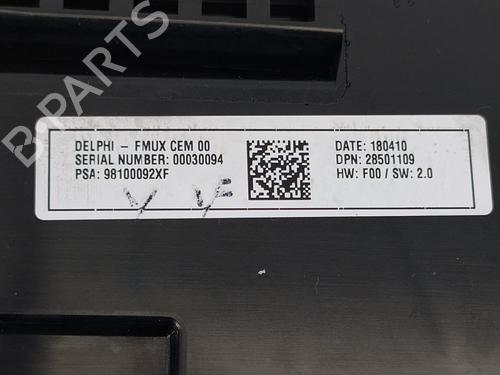 DELPHI - FMUX CEM 00
SERIAL NUMBER: 00030094
PSA: 98100092XF
DATE: 180410
DPN: 28501109
HW: F00 / SW: 2.0
B-PARTS